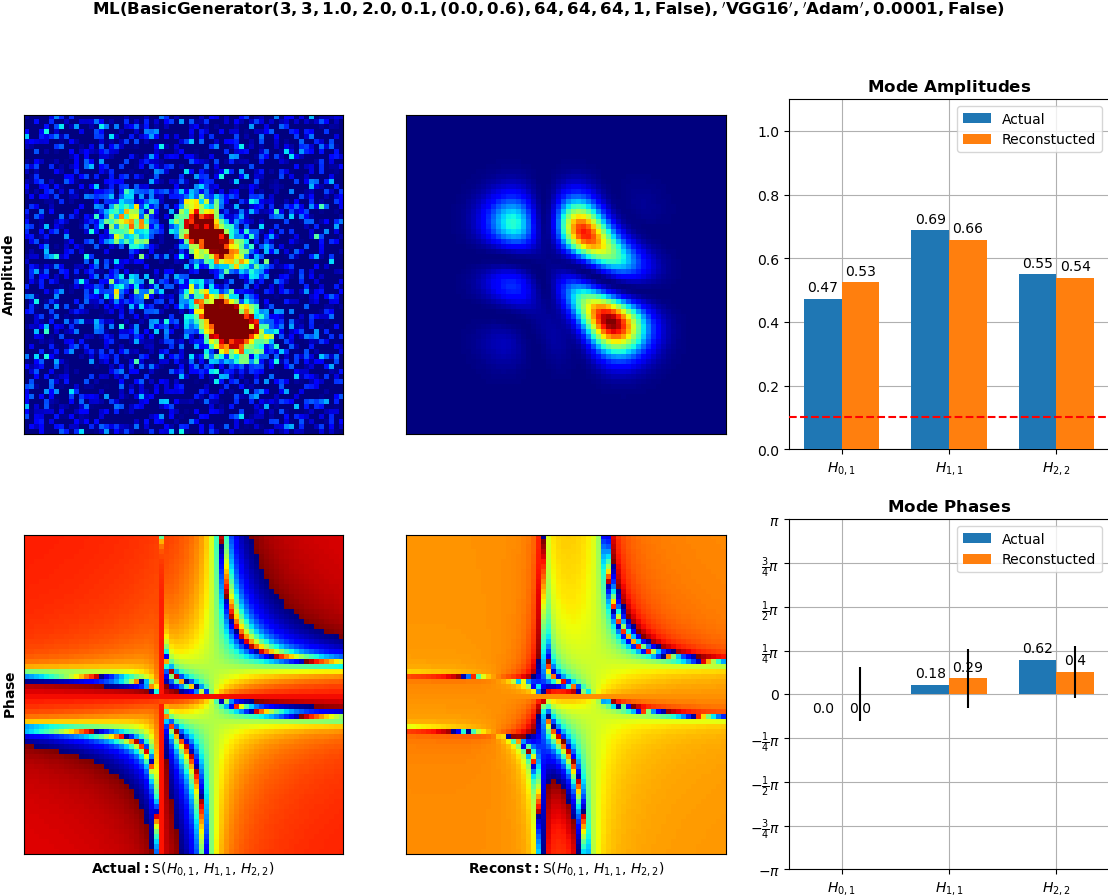 ML(BasicGenerator(3, 3, 1.0, 2.0, 0.1, (0.0, 0.6), 64, 64, 64, 1, False), ′VGG16′, ′Adam′, 0.0001, False)
Amplitude
Mode Amplitudes
Actual
Reconstucted
1.0
0.8
0.6
0.4
0.2
0.0
0.47
0.53
0.69
0.66
0.55
0.54
H0, 1
H1, 1
H2, 2
Phase
Actual: S(H0, 1, H1, 1, H2, 2)
Reconst: S(H0, 1, H1, 1, H2, 2)
Mode Phases
Actual
Reconstucted
π
3/4π
1/2π
1/4π
0
−1/4π
−1/2π
−3/4π
−π
0.0
0.0
0.18
0.29
0.62
0.4
H0, 1
H1, 1
H2, 2